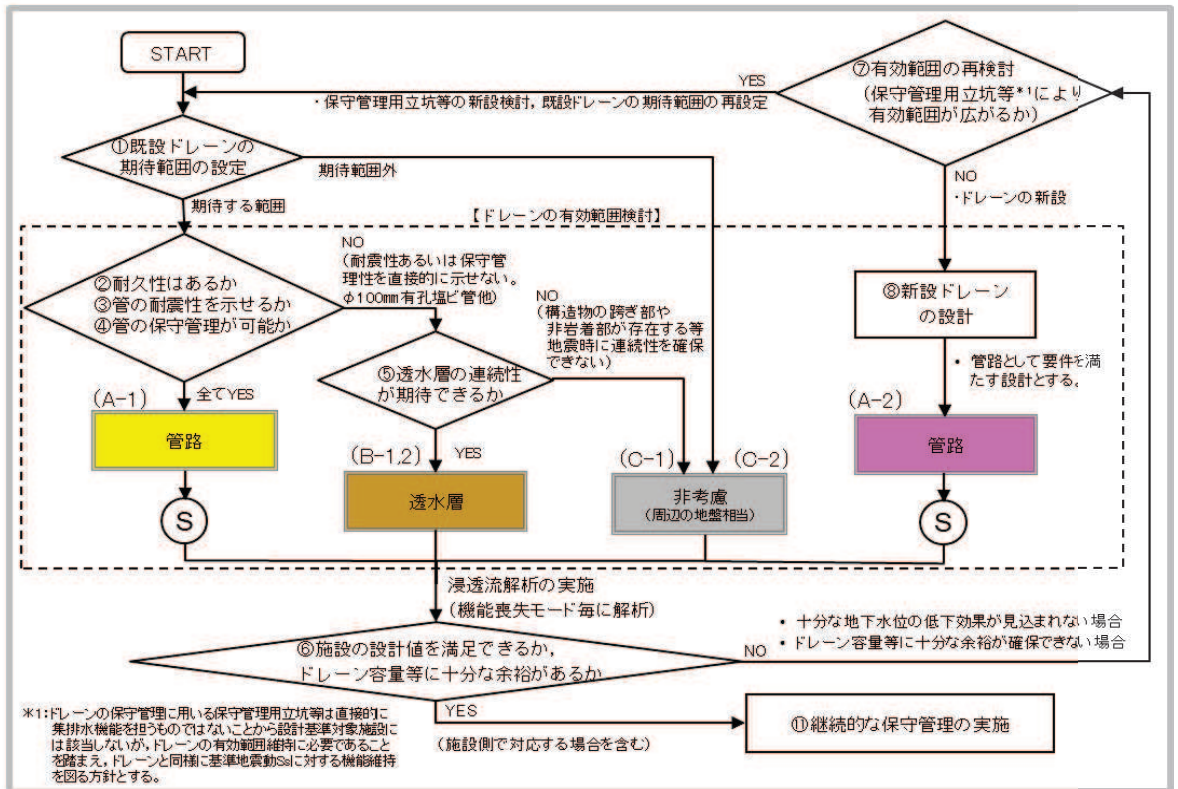 START
⑦有効範囲の再検討
(保守管理用立坑等*1により
有効範囲が広がるか)
YES
・保守管理用立坑等の新設検討,既設ドレーンの期待範囲の再設定
①既設ドレーンの
期待範囲の設定
期待範囲外
期待する範囲
NO
・ドレーンの新設
【ドレーンの有効範囲検討】
②耐久性はあるか
③管の耐震性を示せるか
④管の保守管理が可能か
NO
(耐震性あるいは保守管
理性を直接的に示せない。
φ100mm有孔塩ビ管他)
NO
(構造物の跨ぎ部や
非岩着部が存在する等
地震時に連続性を確保
できない)
⑧新設ドレーン
の設計
⑤透水層の連続性
が期待できるか
• 管路として要件を満
たす設計とする。
(A-1)
全てYES
管路
(B-1,2)
YES
透水層
(C-1)
(C-2)
非考慮
(周辺の地盤相当)
(A-2)
管路
S
S
浸透流解析の実施
(機能喪失モード毎に解析)
⑥施設の設計値を満足できるか,
ドレーン容量等に十分な余裕があるか
NO
• 十分な地下水位の低下効果が見込まれない場合
• ドレーン容量等に十分な余裕が確保できない場合
YES
(施設側で対応する場合を含む)
⑪継続的な保守管理の実施
*1:ドレーンの保守管理に用いる保守管理用立坑等は直接的に
集排水機能を担うものではないことから設計基準対象施設に
は該当しないが,ドレーンの有効範囲維持に必要であること
を踏まえ,ドレーンと同様に基準地震動Ssに対する機能維持
を図る方針とする。